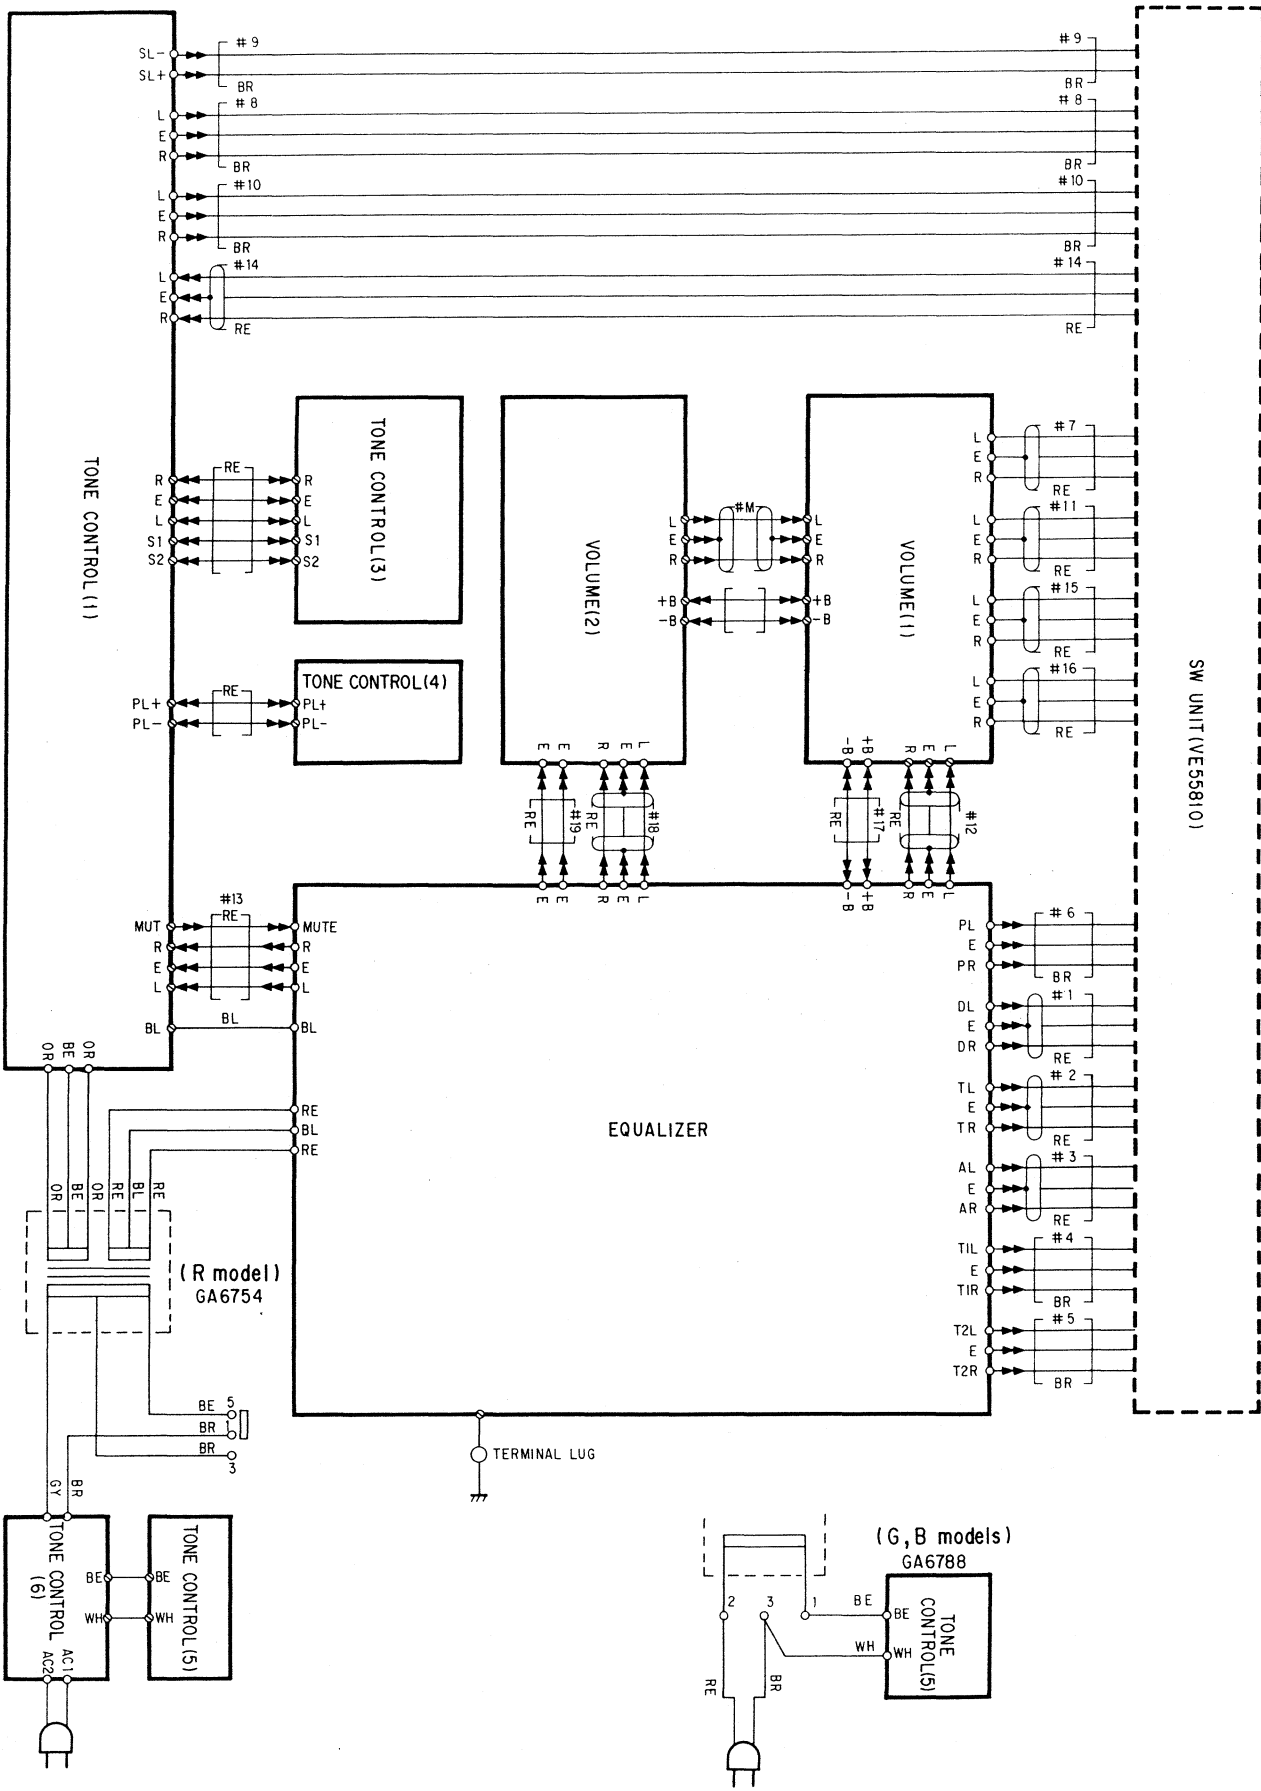 SL- #9 #9
SL+ BR BR
L #8 #8
E
R BR BR
L #10 #10
E
R BR BR
L #14 #14
E
R RE RE
TONE CONTROL(1)
R RE R
E E
L L
S1 S1
S2 S2
TONE CONTROL(3)
PL+ RE PL+
PL- PL-
TONE CONTROL(4)
VOLUME(2)
L #M L
E E
R R
+B +B
-B -B
VOLUME(1)
L #7
E
R RE
L #11
E
R RE
L #15
E
R RE
L #16
E
R RE
SW UNIT(VE55810)
E E R E L
RE #19 RE #18
E E R E L
-B +B R E L
RE #17 RE #12
-B +B R E L
#13
MUT RE MUTE
R R
E E
L L
BL BL BL
OR BE OR
RE
BL
RE
EQUALIZER
PL #6
E
PR BR
DL #1
E
DR RE
TL #2
E
TR RE
AL #3
E
AR RE
T1L #4
E
T1R BR
T2L #5
E
T2R BR
OR BE OR RE BL RE
(R model)
GA6754
BE 5
BR 1
BR 3
GY BR
TERMINAL LUG
TONE CONTROL
(6)
BE BE
WH WH
AC2 AC1
TONE CONTROL(5)
(G,B models)
GA6788
2 3 1
BE BE
WH WH
TONE
CONTROL(5)
RE BR